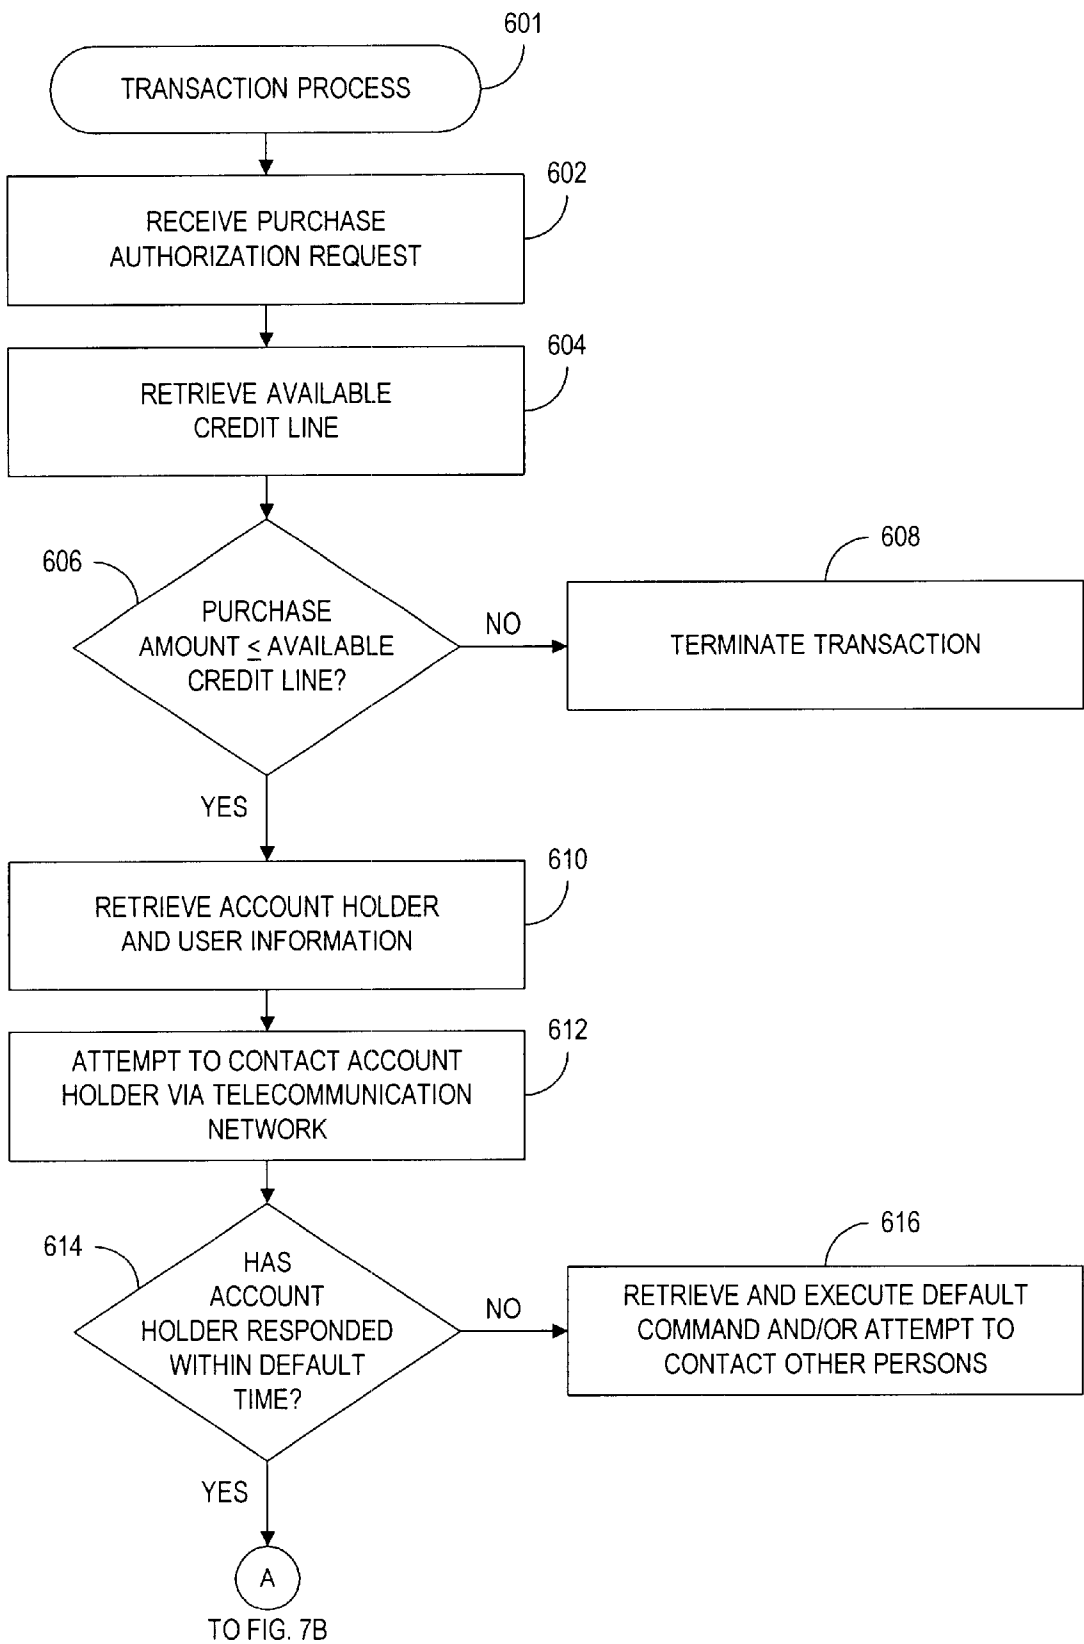 601
TRANSACTION PROCESS
602
RECEIVE PURCHASE
AUTHORIZATION REQUEST
604
RETRIEVE AVAILABLE
CREDIT LINE
606
PURCHASE
AMOUNT ≤ AVAILABLE
CREDIT LINE?
NO
608
TERMINATE TRANSACTION
YES
610
RETRIEVE ACCOUNT HOLDER
AND USER INFORMATION
612
ATTEMPT TO CONTACT ACCOUNT
HOLDER VIA TELECOMMUNICATION
NETWORK
614
HAS
ACCOUNT
HOLDER RESPONDED
WITHIN DEFAULT
TIME?
NO
616
RETRIEVE AND EXECUTE DEFAULT
COMMAND AND/OR ATTEMPT TO
CONTACT OTHER PERSONS
YES
A
TO FIG. 7B